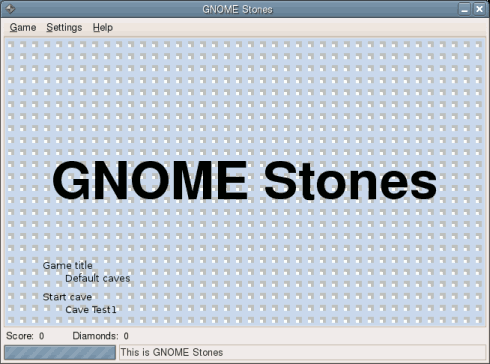 GNOME Stones
Game Settings Help
GNOME Stones
Game title
Default caves
Start cave
Cave Test1
Score: 0 Diamonds: 0
This is GNOME Stones